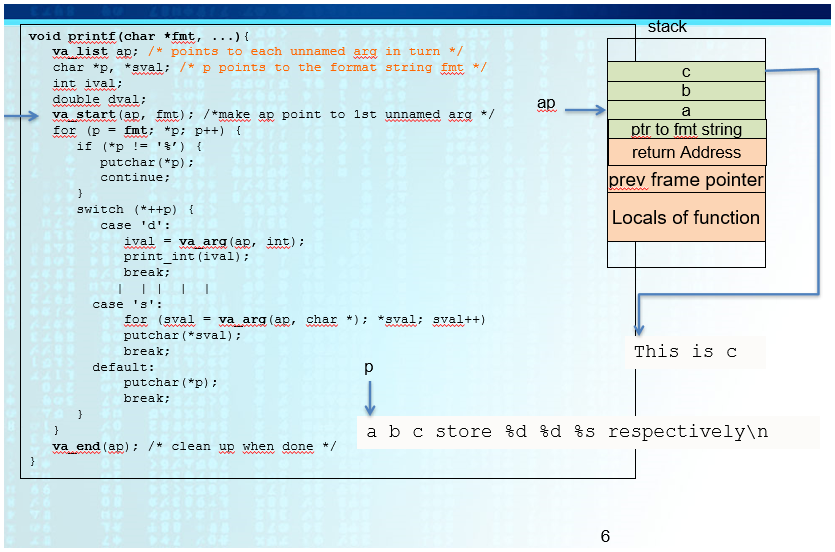 void printf(char *fmt, ...){
va_list ap; /* points to each unnamed arg in turn */
char *p, *sval; /* p points to the format string fmt */
int ival;
double dval;
va_start(ap, fmt); /*make ap point to 1st unnamed arg */
for (p = fmt; *p; p++) {
if (*p != '%’) {
putchar(*p);
continue;
}
switch (*++p) {
case 'd':
ival = va_arg(ap, int);
print_int(ival);
break;
| | | | |
case 's':
for (sval = va_arg(ap, char *); *sval; sval++)
putchar(*sval);
break;
default:
putchar(*p);
break;
}
}
va_end(ap); /* clean up when done */
}
stack
c
b
a
ap
ptr to fmt string
return Address
prev frame pointer
Locals of function
This is c
p
a b c store %d %d %s respectively\n
6